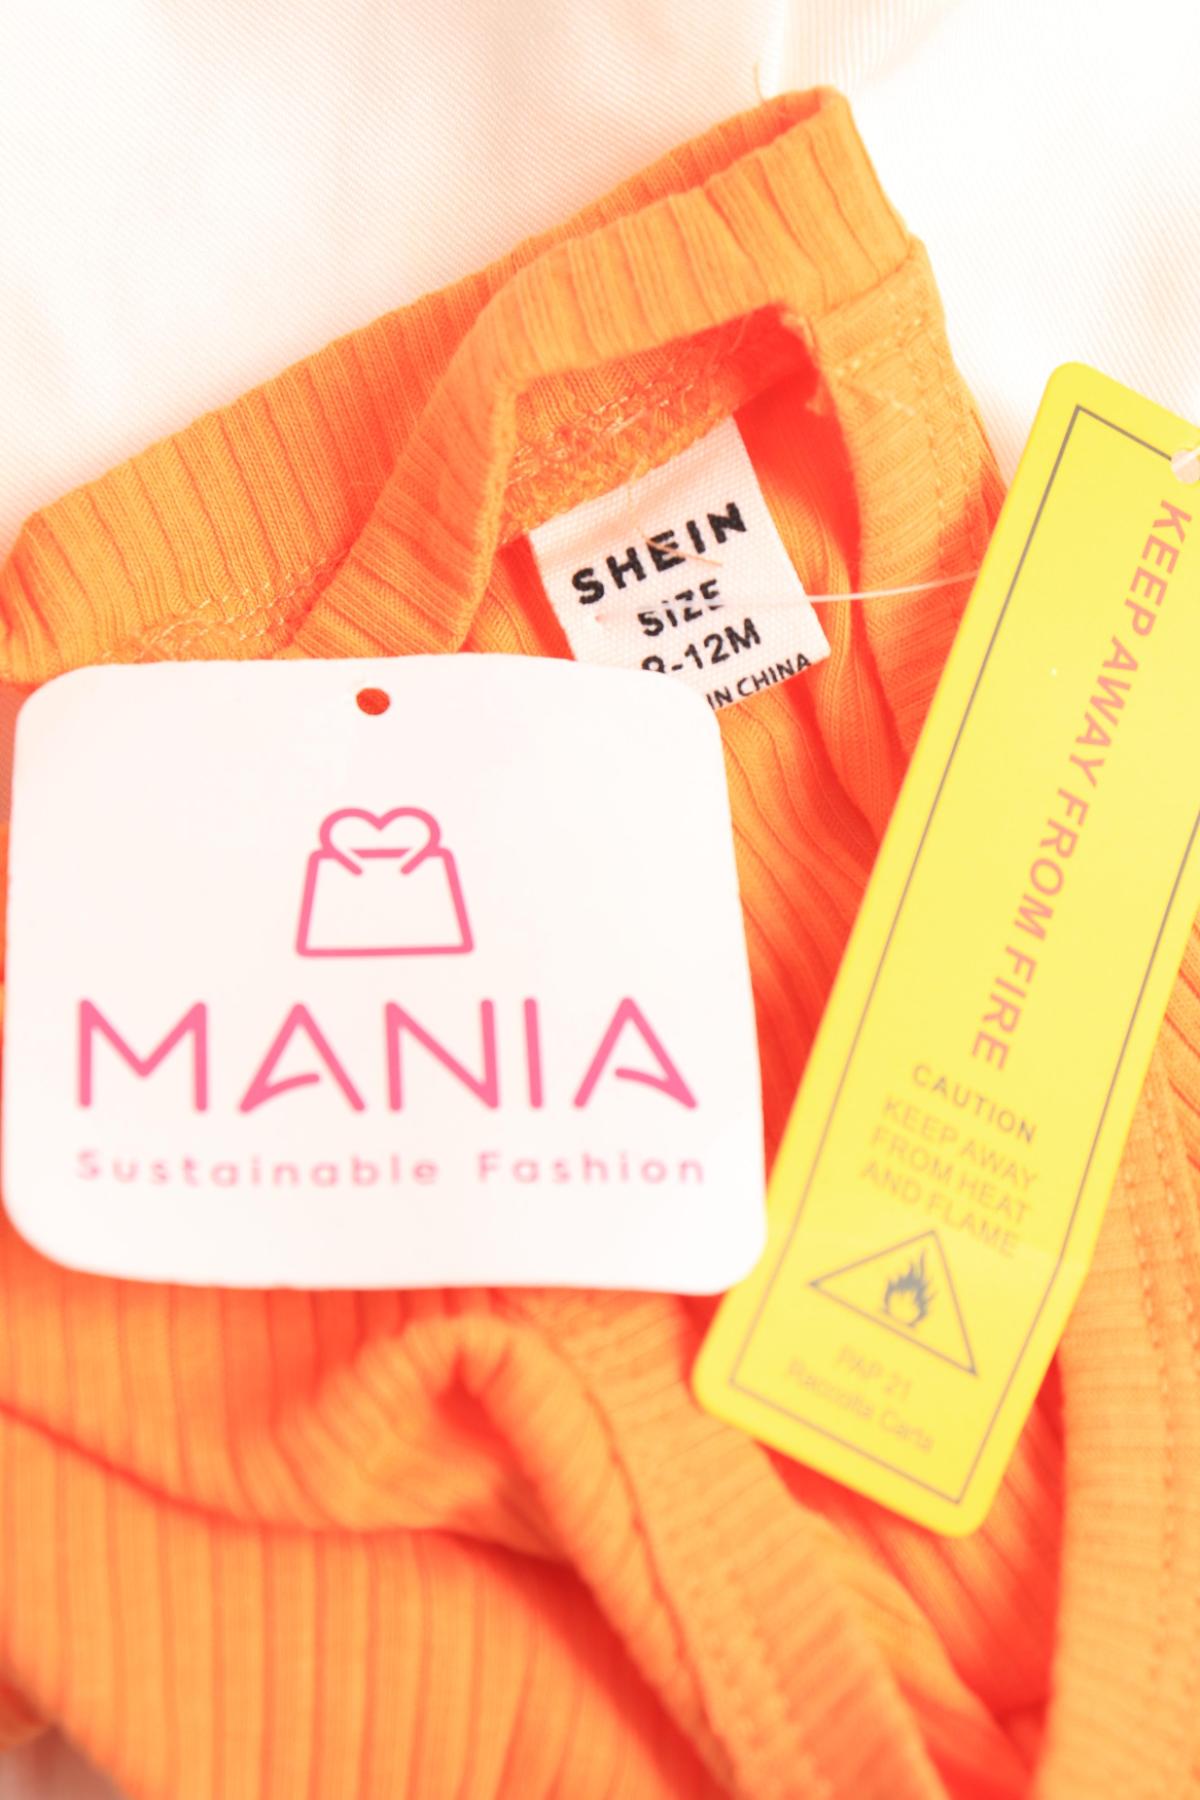 SHEIN
SIZE
9-12M
IN CHINA
MANIA
Sustainable Fashion
KEEP AWAY FROM FIRE
CAUTION
KEEP AWAY
FROM HEAT
AND FLAME
PAP 21
Raccolta Carta